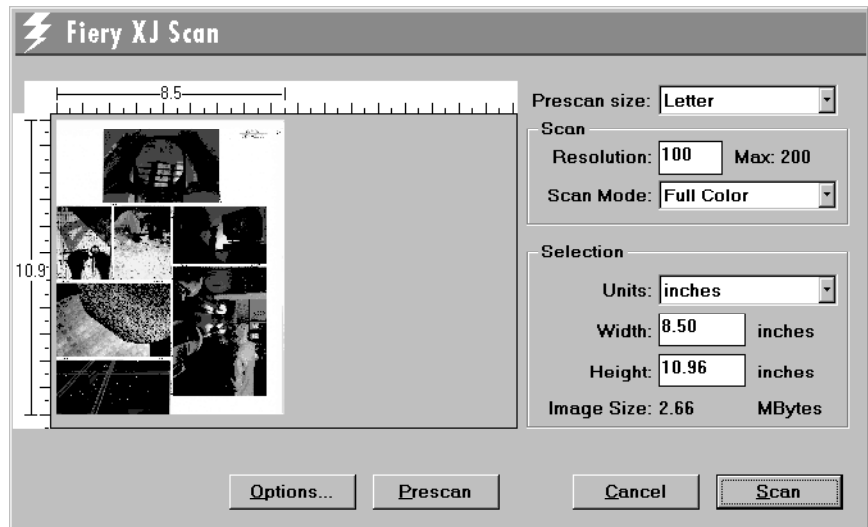 Fiery XJ Scan
8.5
10.9
Prescan size: Letter
Scan
Resolution: 100 Max: 200
Scan Mode: Full Color
Selection
Units: inches
Width: 8.50 inches
Height: 10.96 inches
Image Size: 2.66 MBytes
Options... Prescan Cancel Scan